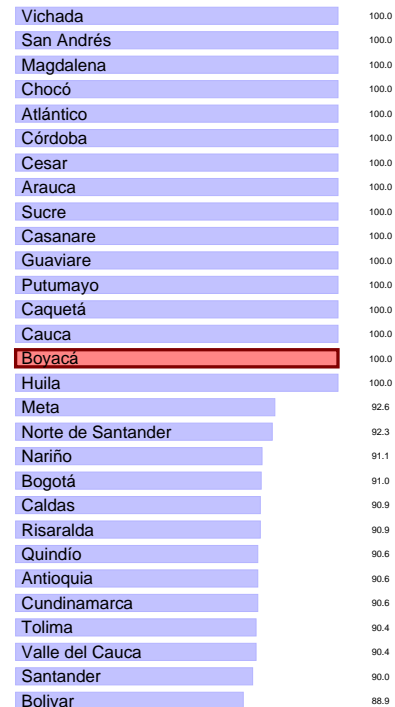 Vichada 100.0
San Andrés 100.0
Magdalena 100.0
Chocó 100.0
Atlántico 100.0
Córdoba 100.0
Cesar 100.0
Arauca 100.0
Sucre 100.0
Casanare 100.0
Guaviare 100.0
Putumayo 100.0
Caquetá 100.0
Cauca 100.0
Boyacá 100.0
Huila 100.0
Meta 92.6
Norte de Santander 92.3
Nariño 91.1
Bogotá 91.0
Caldas 90.9
Risaralda 90.9
Quindío 90.6
Antioquia 90.6
Cundinamarca 90.6
Tolima 90.4
Valle del Cauca 90.4
Santander 90.0
Bolivar 88.9